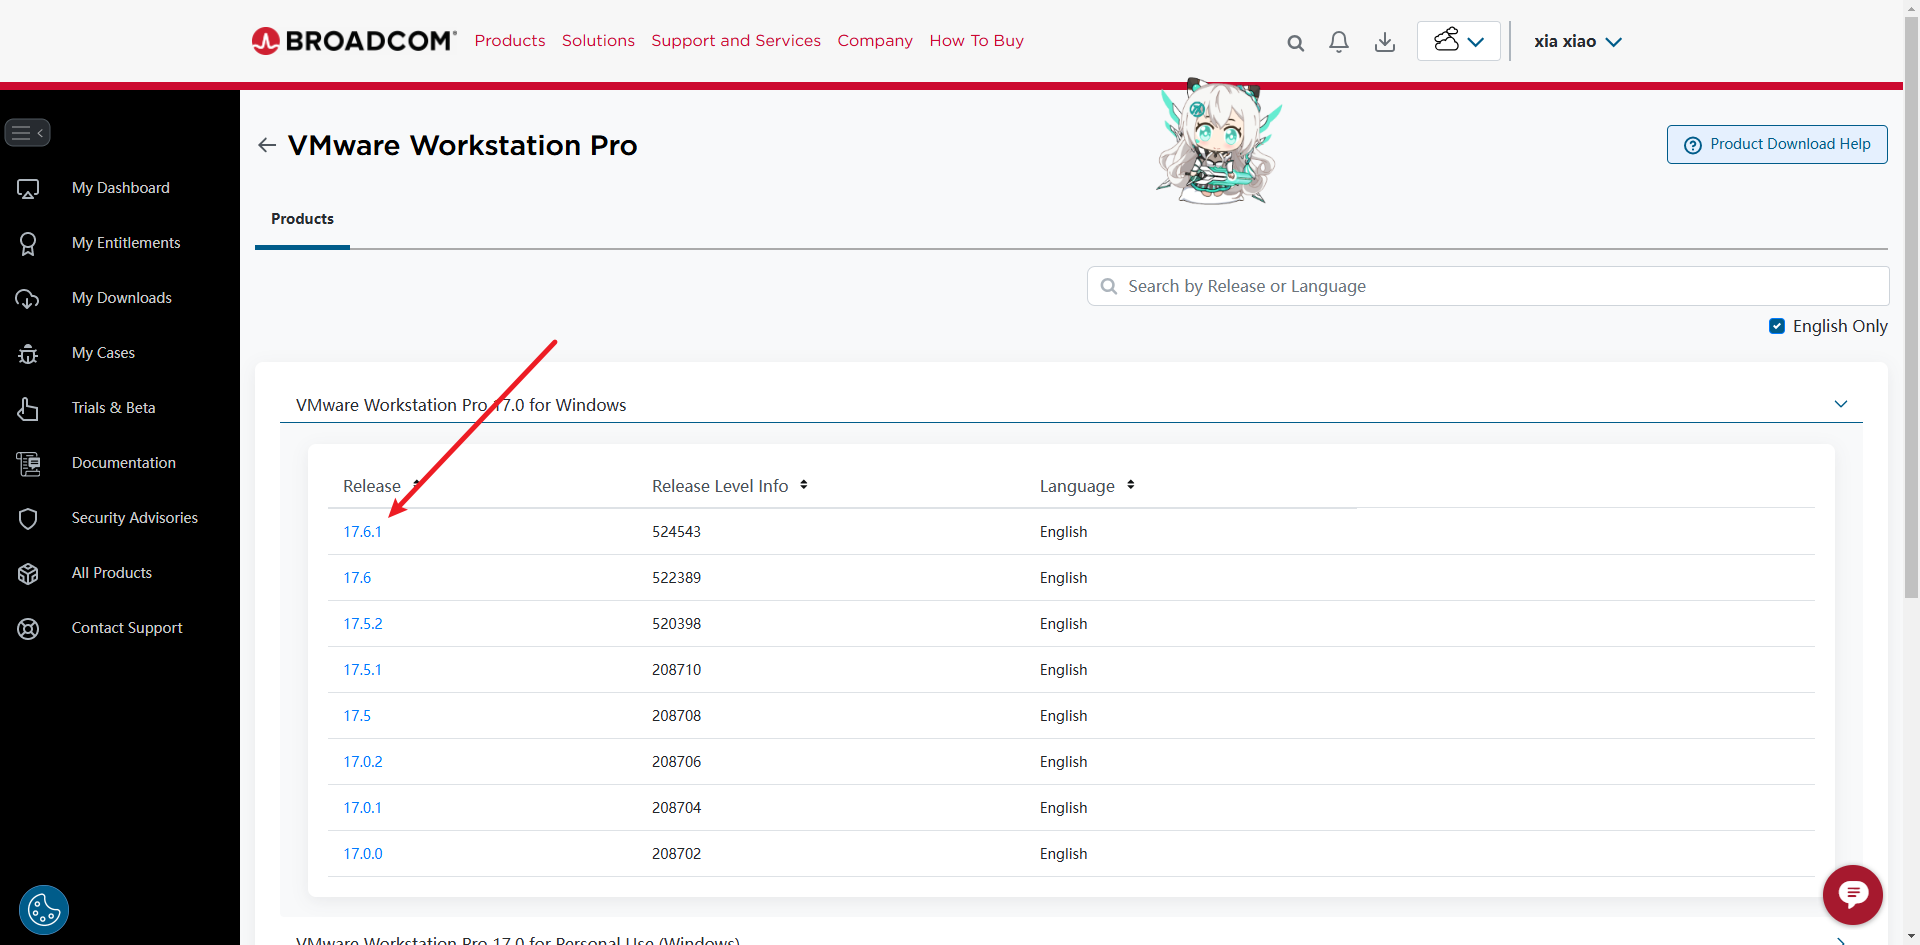 BROADCOM
Products Solutions Support and Services Company How To Buy
xia xiao
VMware Workstation Pro
Product Download Help
My Dashboard
My Entitlements
My Downloads
My Cases
Trials & Beta
Documentation
Security Advisories
All Products
Contact Support
Products
Search by Release or Language
English Only
VMware Workstation Pro 17.0 for Windows
Release Release Level Info Language
17.6.1 524543 English
17.6 522389 English
17.5.2 520398 English
17.5.1 208710 English
17.5 208708 English
17.0.2 208706 English
17.0.1 208704 English
17.0.0 208702 English
VMware Workstation Pro 17.0 for Personal Use (Windows)